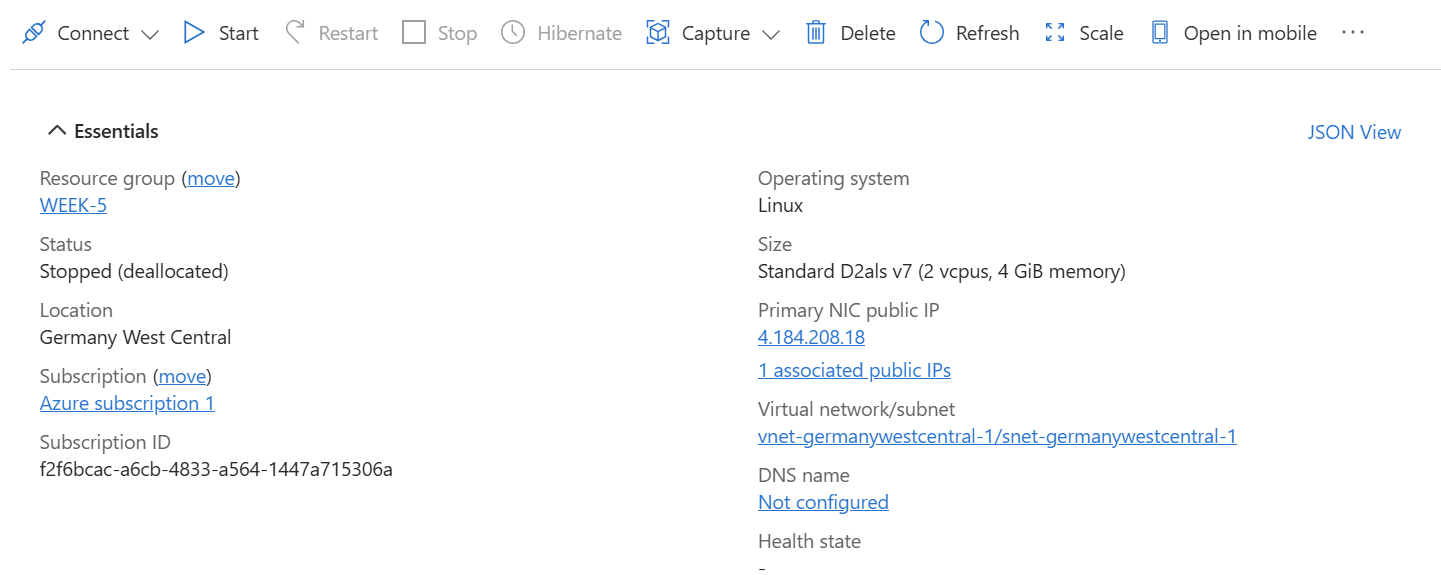 Connect Start Restart Stop Hibernate Capture Delete Refresh Scale Open in mobile ...
Essentials
JSON View
Resource group (move)
WEEK-5
Status
Stopped (deallocated)
Location
Germany West Central
Subscription (move)
Azure subscription 1
Subscription ID
f2f6bcac-a6cb-4833-a564-1447a715306a
Operating system
Linux
Size
Standard D2als v7 (2 vcpus, 4 GiB memory)
Primary NIC public IP
4.184.208.18
1 associated public IPs
Virtual network/subnet
vnet-germanywestcentral-1/snet-germanywestcentral-1
DNS name
Not configured
Health state
-